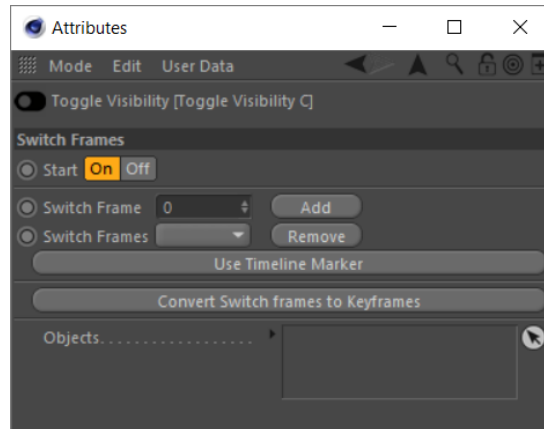 Attributes
Mode Edit User Data
Toggle Visibility [Toggle Visibility C]
Switch Frames
Start On Off
Switch Frame 0 Add
Switch Frames Remove
Use Timeline Marker
Convert Switch frames to Keyframes
Objects. . . . . . . . . . . . . . . . . .